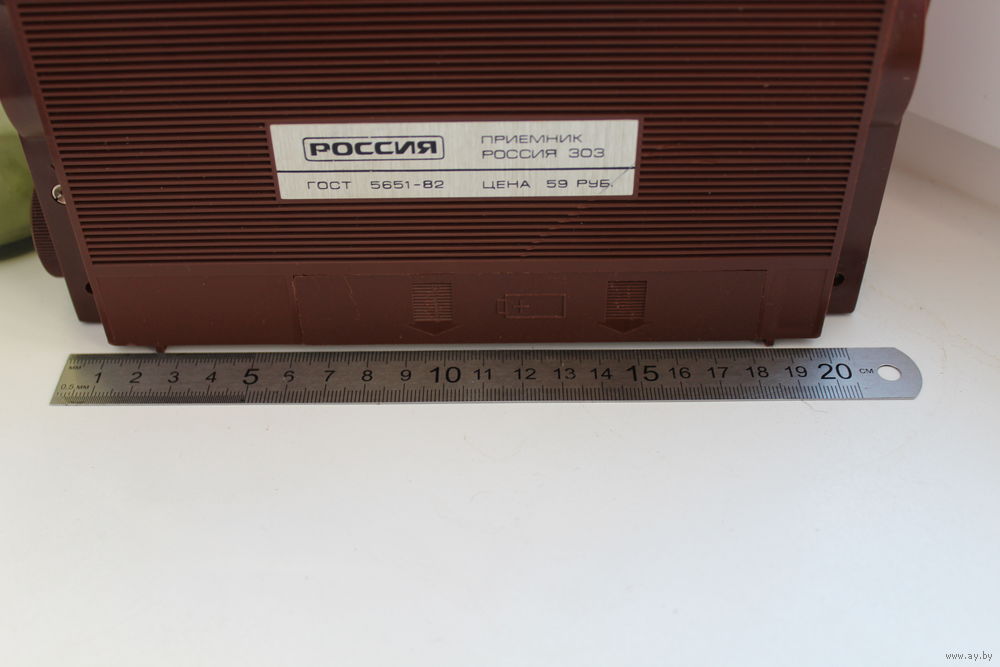 РОССИЯ
ПРИЕМНИК
РОССИЯ 303
ГОСТ 5651-82 ЦЕНА 59 РУБ.
мм
1 2 3 4 5 6 7 8 9 10 11 12 13 14 15 16 17 18 19 20 см
0,5 мм
www.ay.by